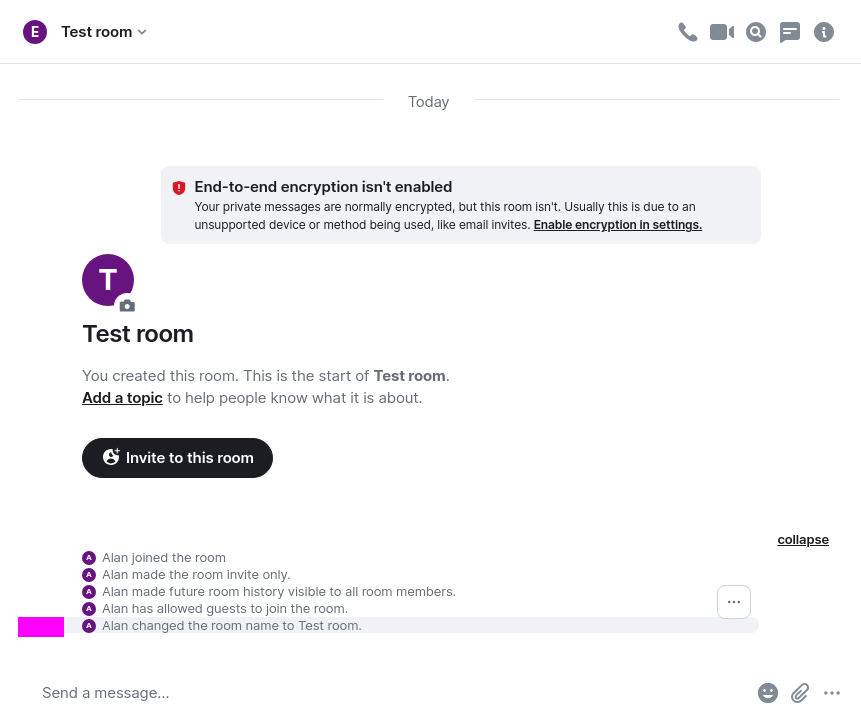 E Test room
Today
End-to-end encryption isn't enabled
Your private messages are normally encrypted, but this room isn't. Usually this is due to an
unsupported device or method being used, like email invites. Enable encryption in settings.
T
Test room
You created this room. This is the start of Test room.
Add a topic to help people know what it is about.
Invite to this room
collapse
A Alan joined the room
A Alan made the room invite only.
A Alan made future room history visible to all room members.
A Alan has allowed guests to join the room.
A Alan changed the room name to Test room.
Send a message...